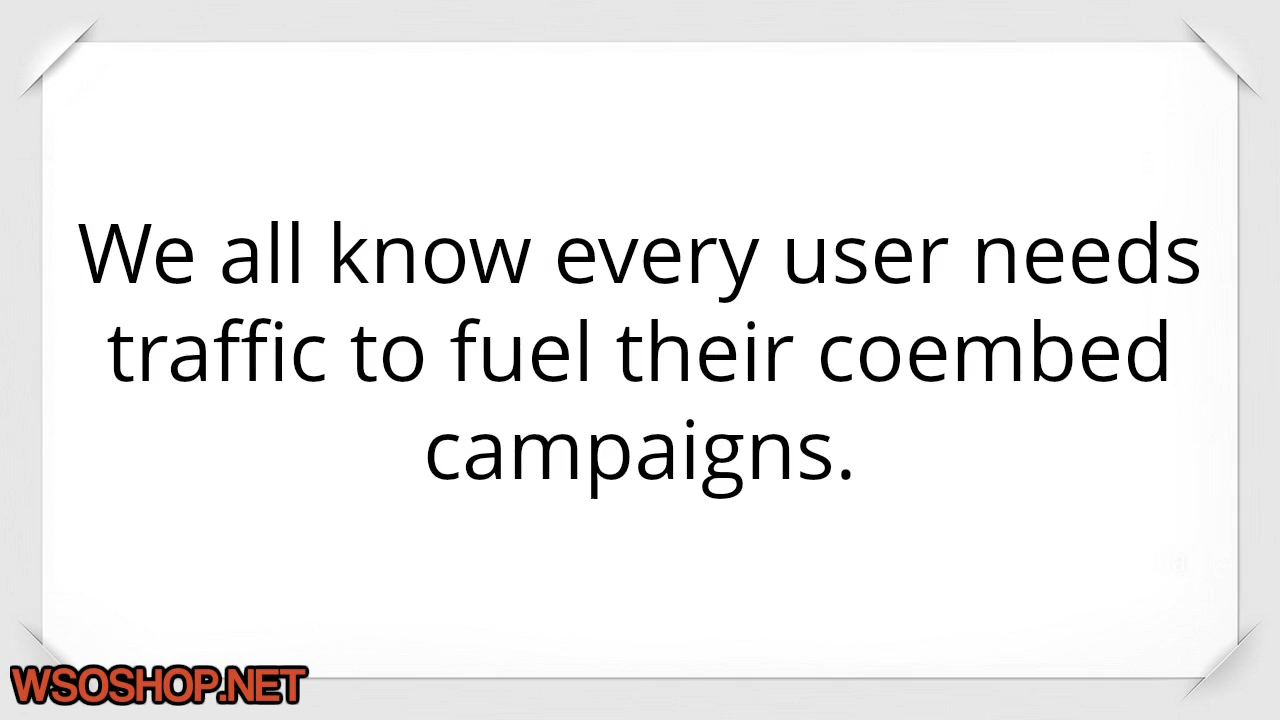 We all know every user needs
traffic to fuel their coembed
campaigns.
WSOSHOP.NET